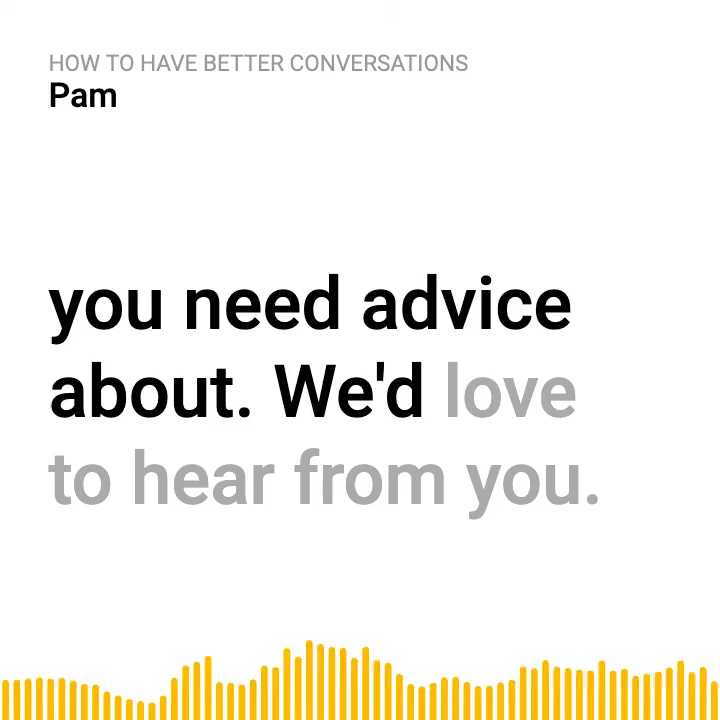 HOW TO HAVE BETTER CONVERSATIONS
Pam
you need advice
about. We'd love
to hear from you.